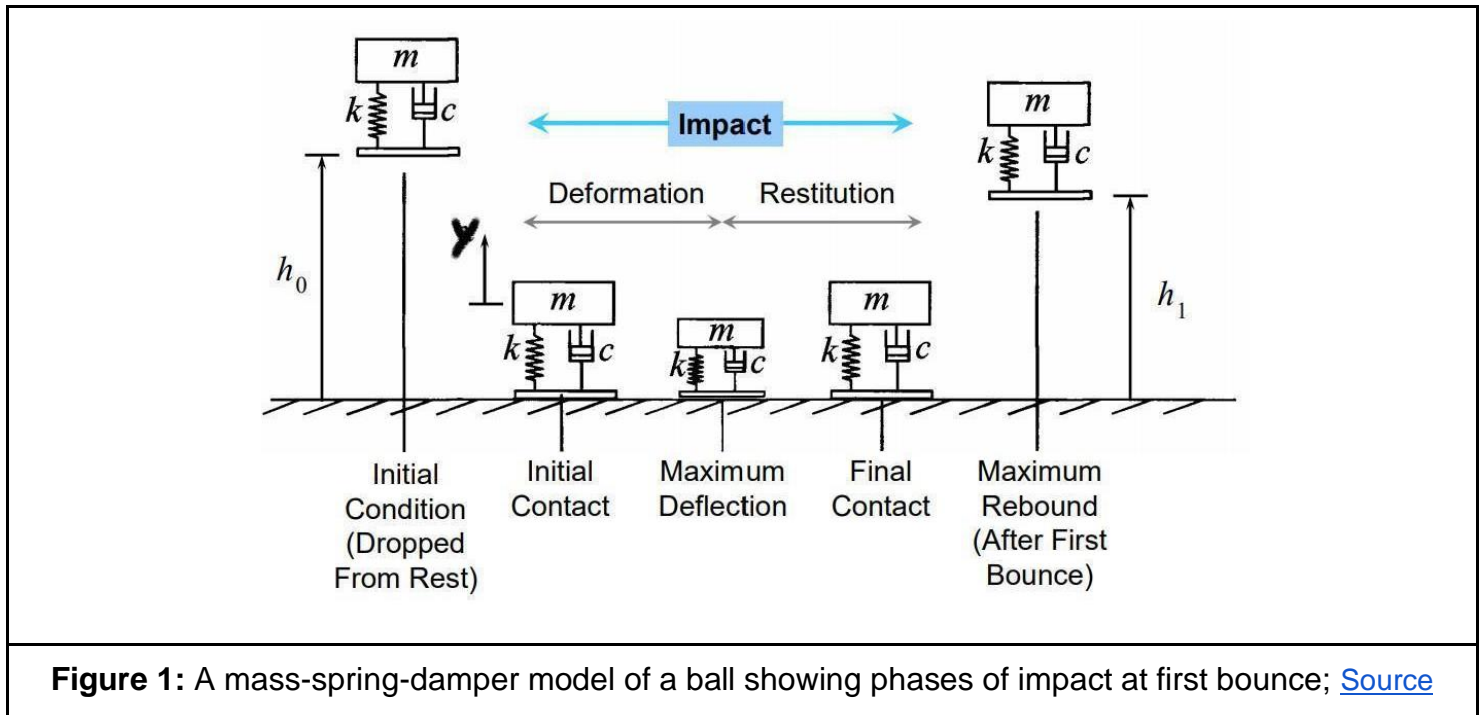 m
k c
m
k c
Impact
Deformation Restitution
y
h0
h1
m
k c
m
k c
m
k c
Initial
Condition
(Dropped
From Rest)
Initial
Contact
Maximum
Deflection
Final
Contact
Maximum
Rebound
(After First
Bounce)
Figure 1: A mass-spring-damper model of a ball showing phases of impact at first bounce; Source